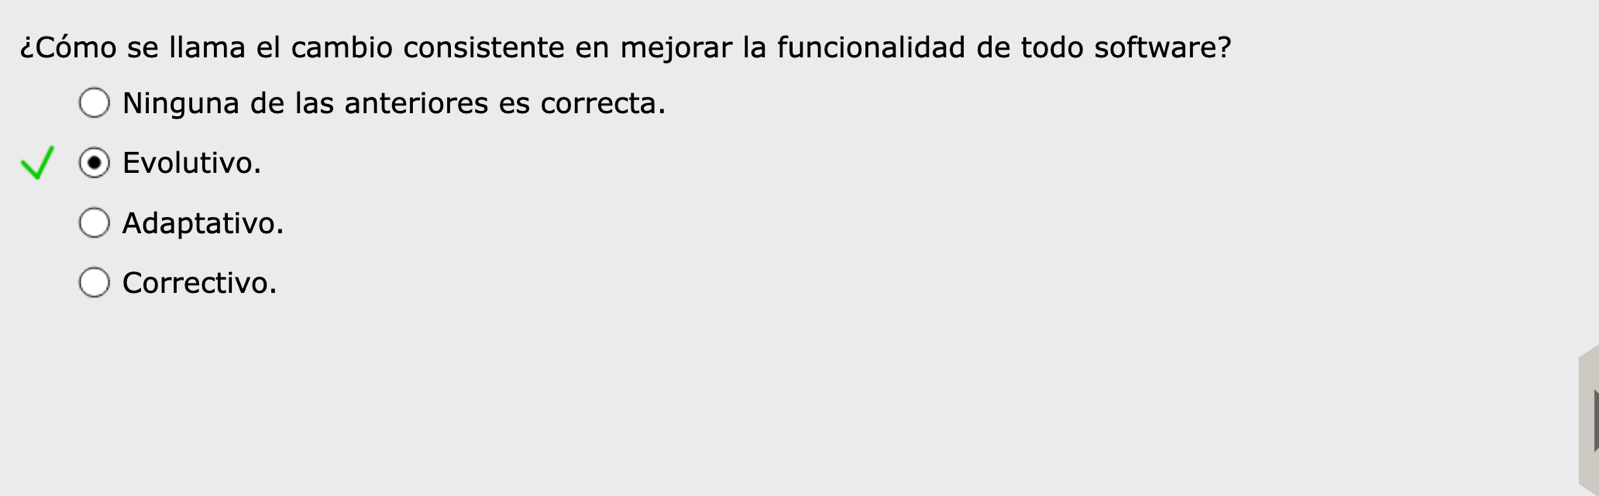 ¿Cómo se llama el cambio consistente en mejorar la funcionalidad de todo software?
Ninguna de las anteriores es correcta.
Evolutivo.
Adaptativo.
Correctivo.